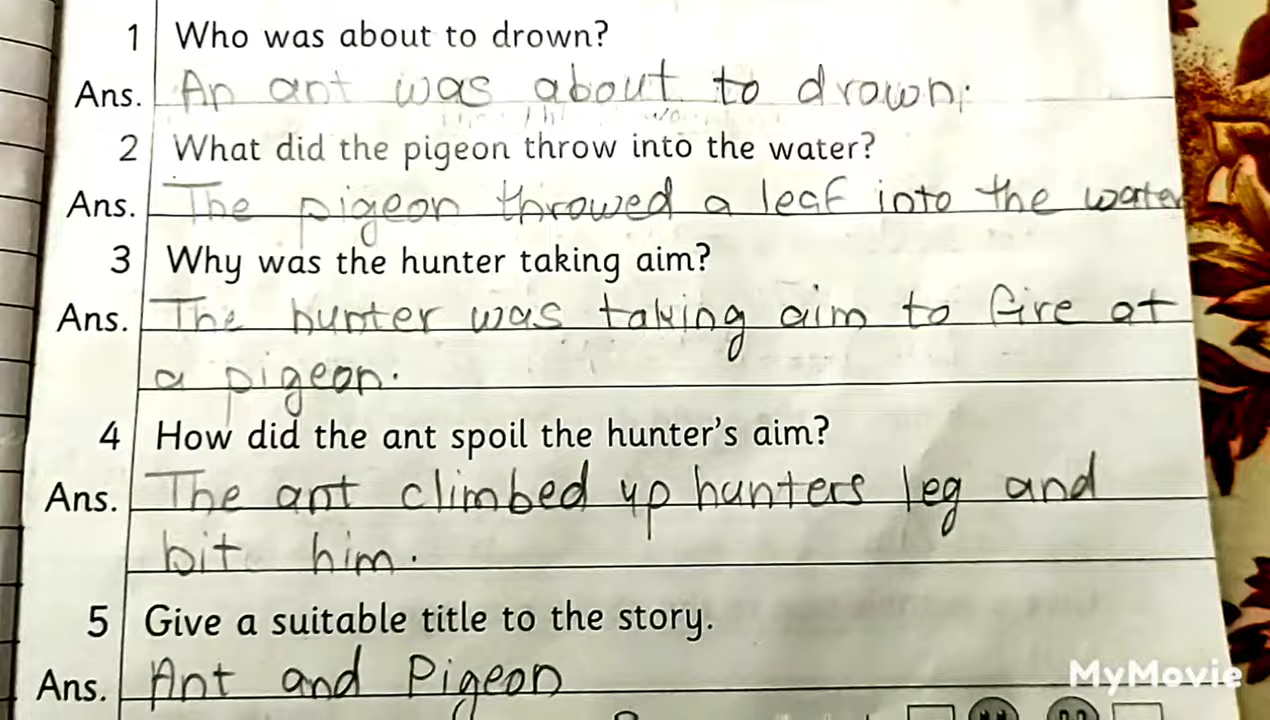 1 Who was about to drown?
Ans. An ant was about to drown.
2 What did the pigeon throw into the water?
Ans. The pigeon throwed a leaf into the water
3 Why was the hunter taking aim?
Ans. The hunter was taking aim to fire at
a pigeon.
4 How did the ant spoil the hunter's aim?
Ans. The ant climbed up hunters leg and
bit him.
5 Give a suitable title to the story.
Ans. Ant and Pigeon
MyMovie